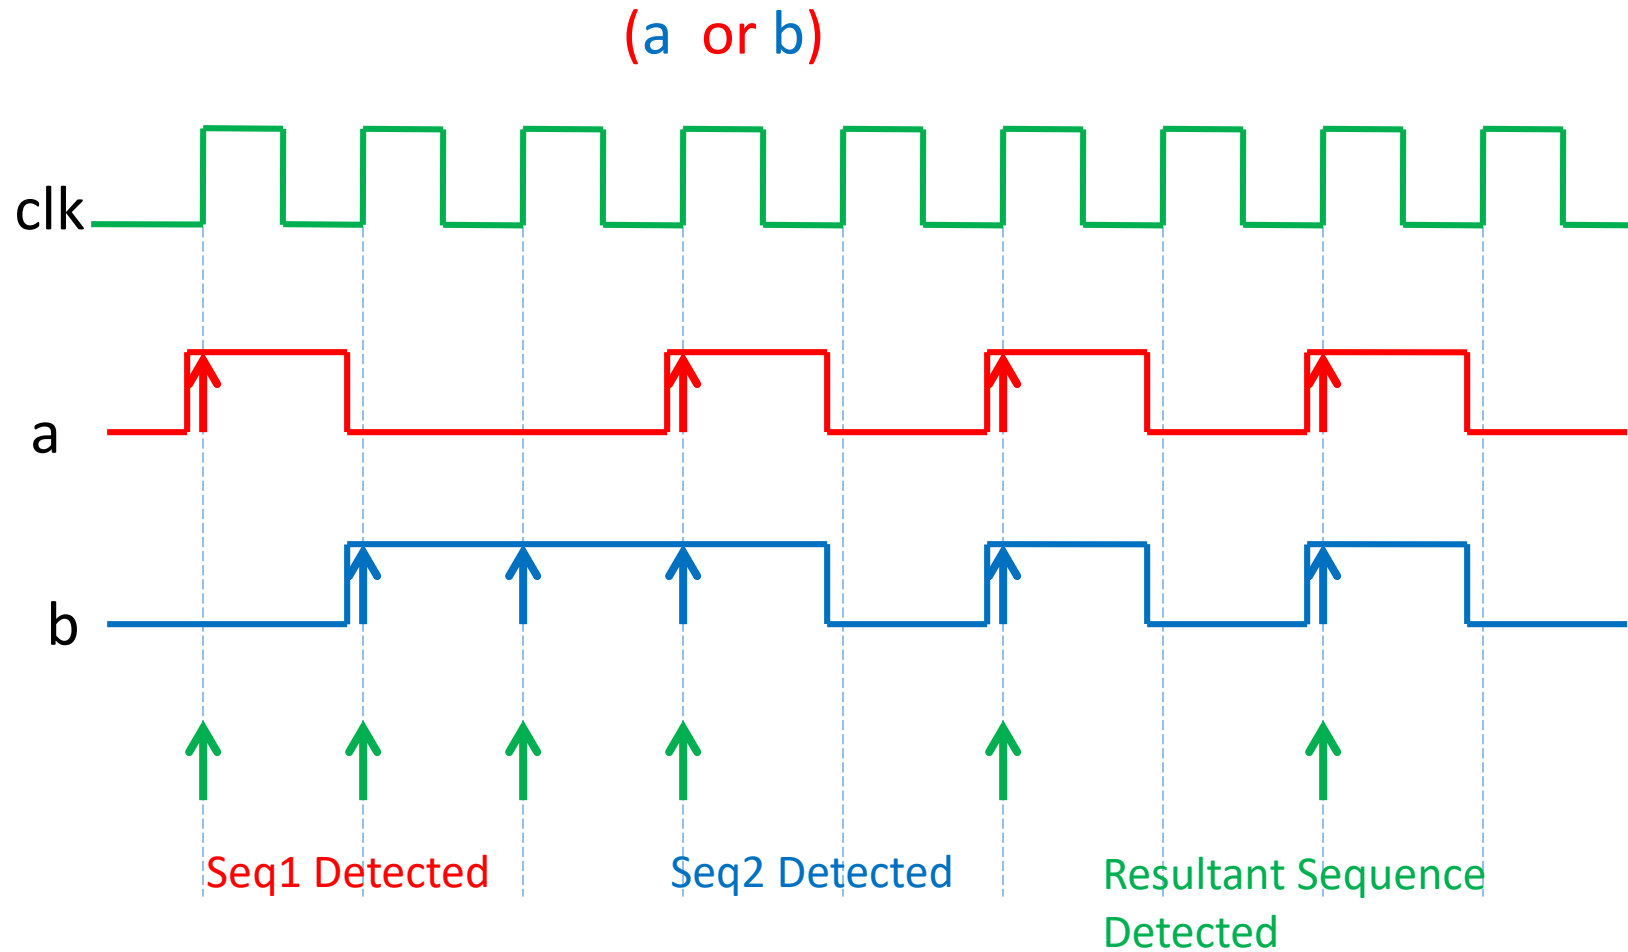 (a or b)
clk
a
b
Seq1 Detected
Seq2 Detected
Resultant Sequence
Detected